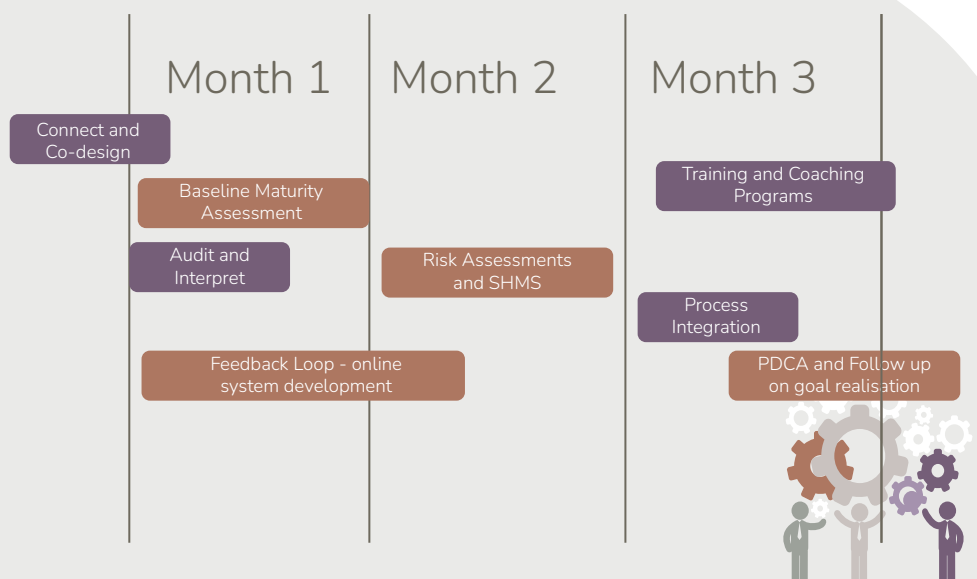 Month 1
Month 2
Month 3
Connect and
Co-design
Training and Coaching
Programs
Baseline Maturity
Assessment
Audit and
Interpret
Risk Assessments
and SHMS
Process
Integration
Feedback Loop - online
system development
PDCA and Follow up
on goal realisation